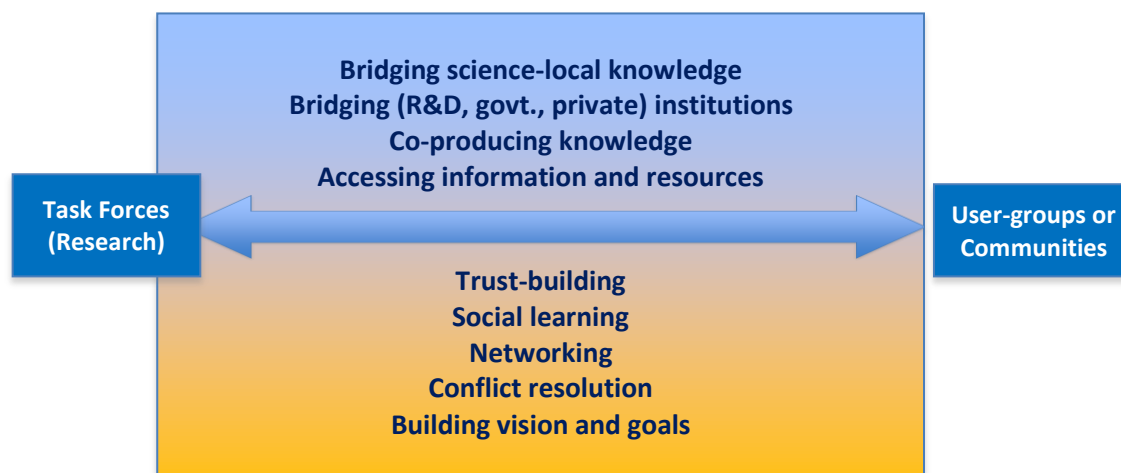 Bridging science-local knowledge
Bridging (R&D, govt., private) institutions
Co-producing knowledge
Accessing information and resources
Task Forces
(Research)
User-groups or
Communities
Trust-building
Social learning
Networking
Conflict resolution
Building vision and goals